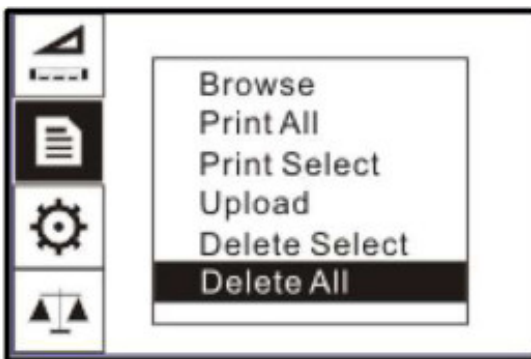 Browse
Print All
Print Select
Upload
Delete Select
Delete All